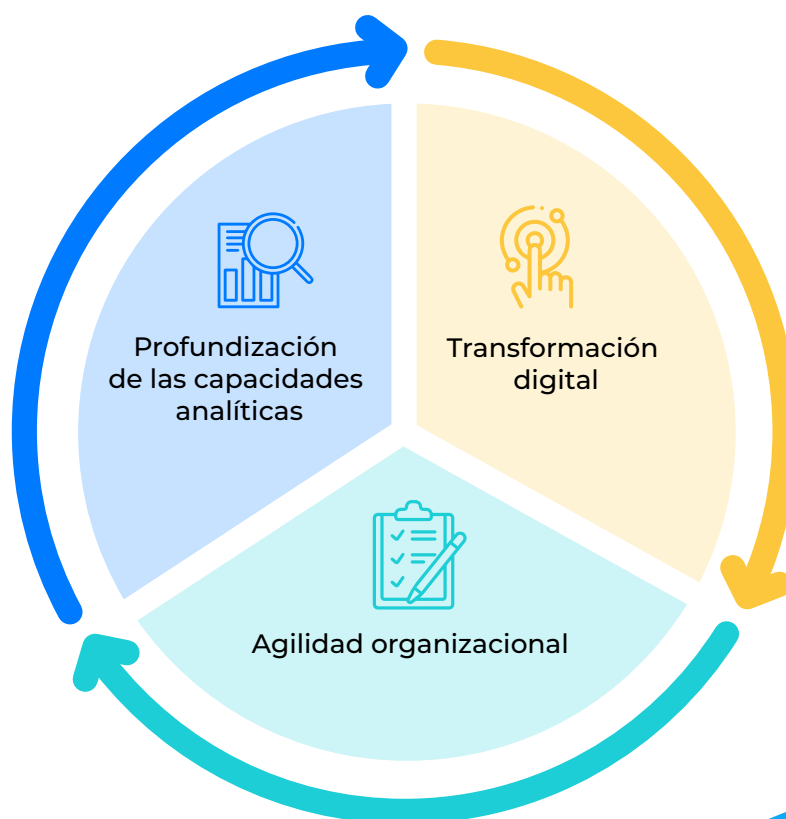 Profundización
de las capacidades
analíticas
Transformación
digital
Agilidad organizacional